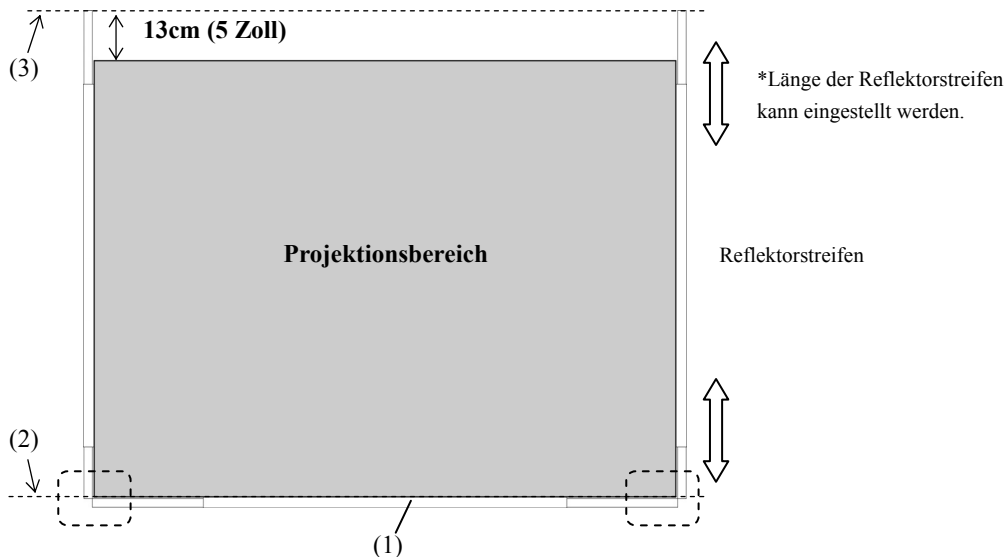 13cm (5 Zoll)
(3)
*Länge der Reflektorstreifen
kann eingestellt werden.
Projektionsbereich
Reflektorstreifen
(2)
(1)